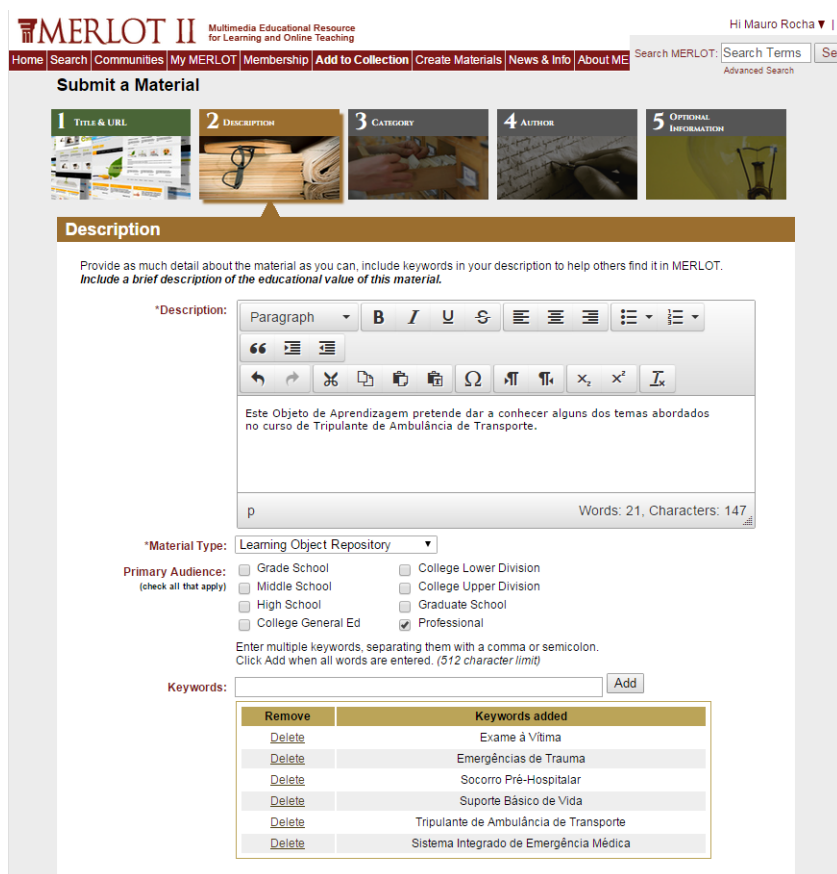 MERLOT II
Multimedia Educational Resource
for Learning and Online Teaching
Hi Mauro Rocha ▼ |
Home Search Communities My MERLOT Membership Add to Collection Create Materials News & Info About ME
Search MERLOT: Search Terms Se
Advanced Search
Submit a Material
1 TITLE & URL
2 DESCRIPTION
3 CATEGORY
4 AUTHOR
5 OPTIONAL
INFORMATION
Description
Provide as much detail about the material as you can, include keywords in your description to help others find it in MERLOT.
Include a brief description of the educational value of this material.
*Description:
Paragraph
Este Objeto de Aprendizagem pretende dar a conhecer alguns dos temas abordados
no curso de Tripulante de Ambulância de Transporte.
p Words: 21, Characters: 147
*Material Type: Learning Object Repository
Primary Audience:
(check all that apply)
Grade School College Lower Division
Middle School College Upper Division
High School Graduate School
College General Ed Professional
Enter multiple keywords, separating them with a comma or semicolon.
Click Add when all words are entered. (512 character limit)
Keywords: Add
Remove Keywords added
Delete Exame á Vítima
Delete Emergências de Trauma
Delete Socorro Pré-Hospitalar
Delete Suporte Básico de Vida
Delete Tripulante de Ambulância de Transporte
Delete Sistema Integrado de Emergência Médica